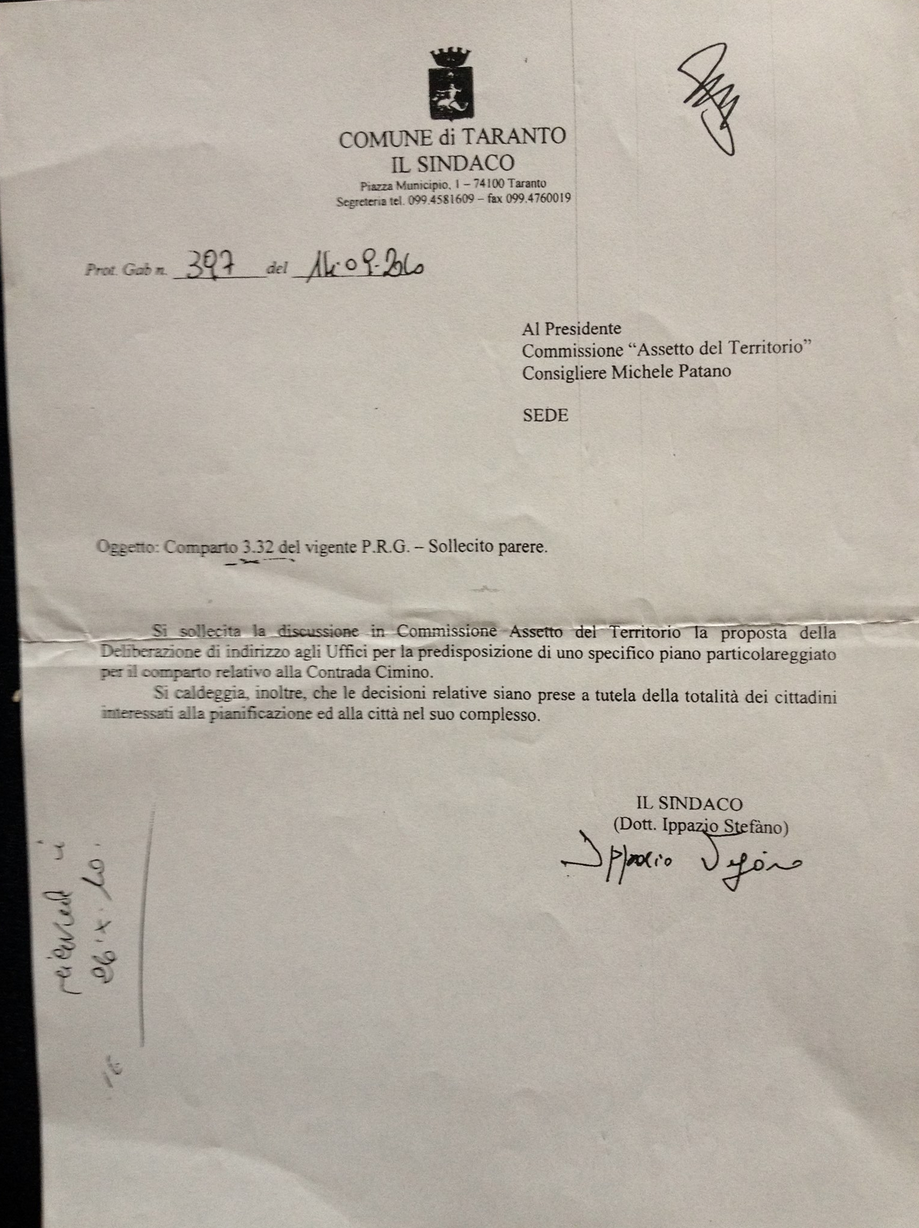 COMUNE di TARANTO
IL SINDACO
Piazza Municipio, 1 – 74100 Taranto
Segreteria tel. 099.4581609 – fax 099.4760019
Prot. Gab n. 397 del 14.09.2010
Al Presidente
Commissione “Assetto del Territorio”
Consigliere Michele Patano
SEDE
Oggetto: Comparto 3.32 del vigente P.R.G. – Sollecito parere.
Si sollecita la discussione in Commissione Assetto del Territorio la proposta della
Deliberazione di indirizzo agli Uffici per la predisposizione di uno specifico piano particolareggiato
per il comparto relativo alla Contrada Cimino.
Si caldeggia, inoltre, che le decisioni relative siano prese a tutela della totalità dei cittadini
interessati alla pianificazione ed alla città nel suo complesso.
IL SINDACO
(Dott. Ippazio Stefàno)
Ippazio Stefàno